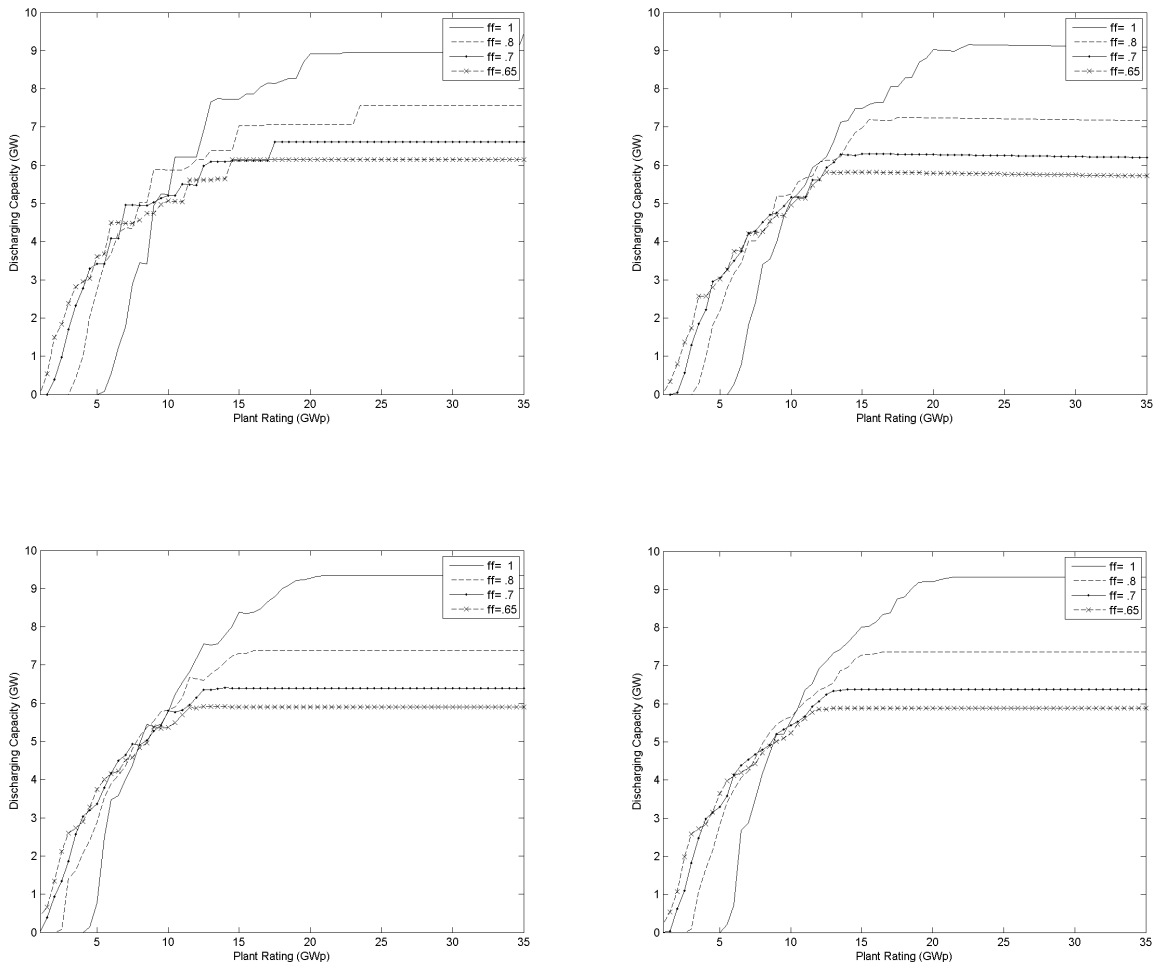 10
9
8
7
6
5
4
3
2
1
0
Discharging Capacity (GW)
ff= 1
ff= .8
ff= .7
ff=.65
5 10 15 20 25 30 35
Plant Rating (GWp)
10
9
8
7
6
5
4
3
2
1
0
Discharging Capacity (GW)
ff= 1
ff= .8
ff= .7
ff=.65
5 10 15 20 25 30 35
Plant Rating (GWp)
10
9
8
7
6
5
4
3
2
1
0
Discharging Capacity (GW)
ff= 1
ff= .8
ff= .7
ff=.65
5 10 15 20 25 30 35
Plant Rating (GWp)
10
9
8
7
6
5
4
3
2
1
0
Discharging Capacity (GW)
ff= 1
ff= .8
ff= .7
ff=.65
5 10 15 20 25 30 35
Plant Rating (GWp)